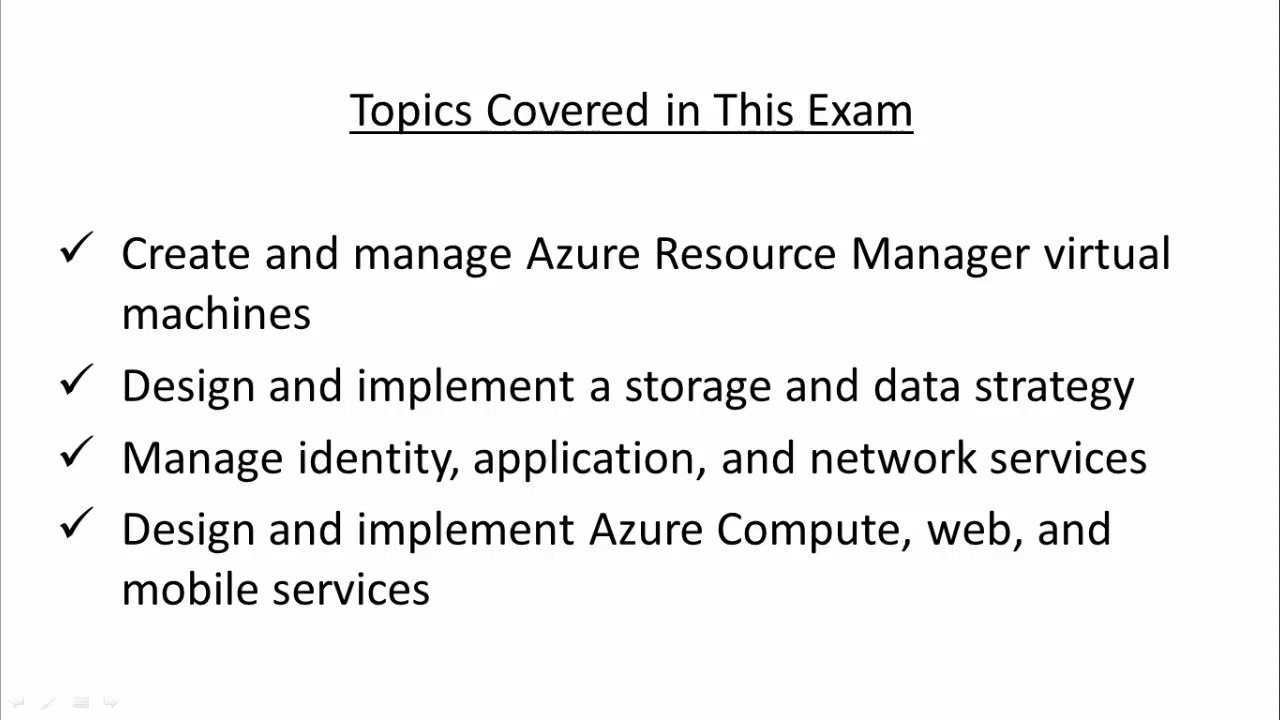 Topics Covered in This Exam
✓ Create and manage Azure Resource Manager virtual
machines
✓ Design and implement a storage and data strategy
✓ Manage identity, application, and network services
✓ Design and implement Azure Compute, web, and
mobile services